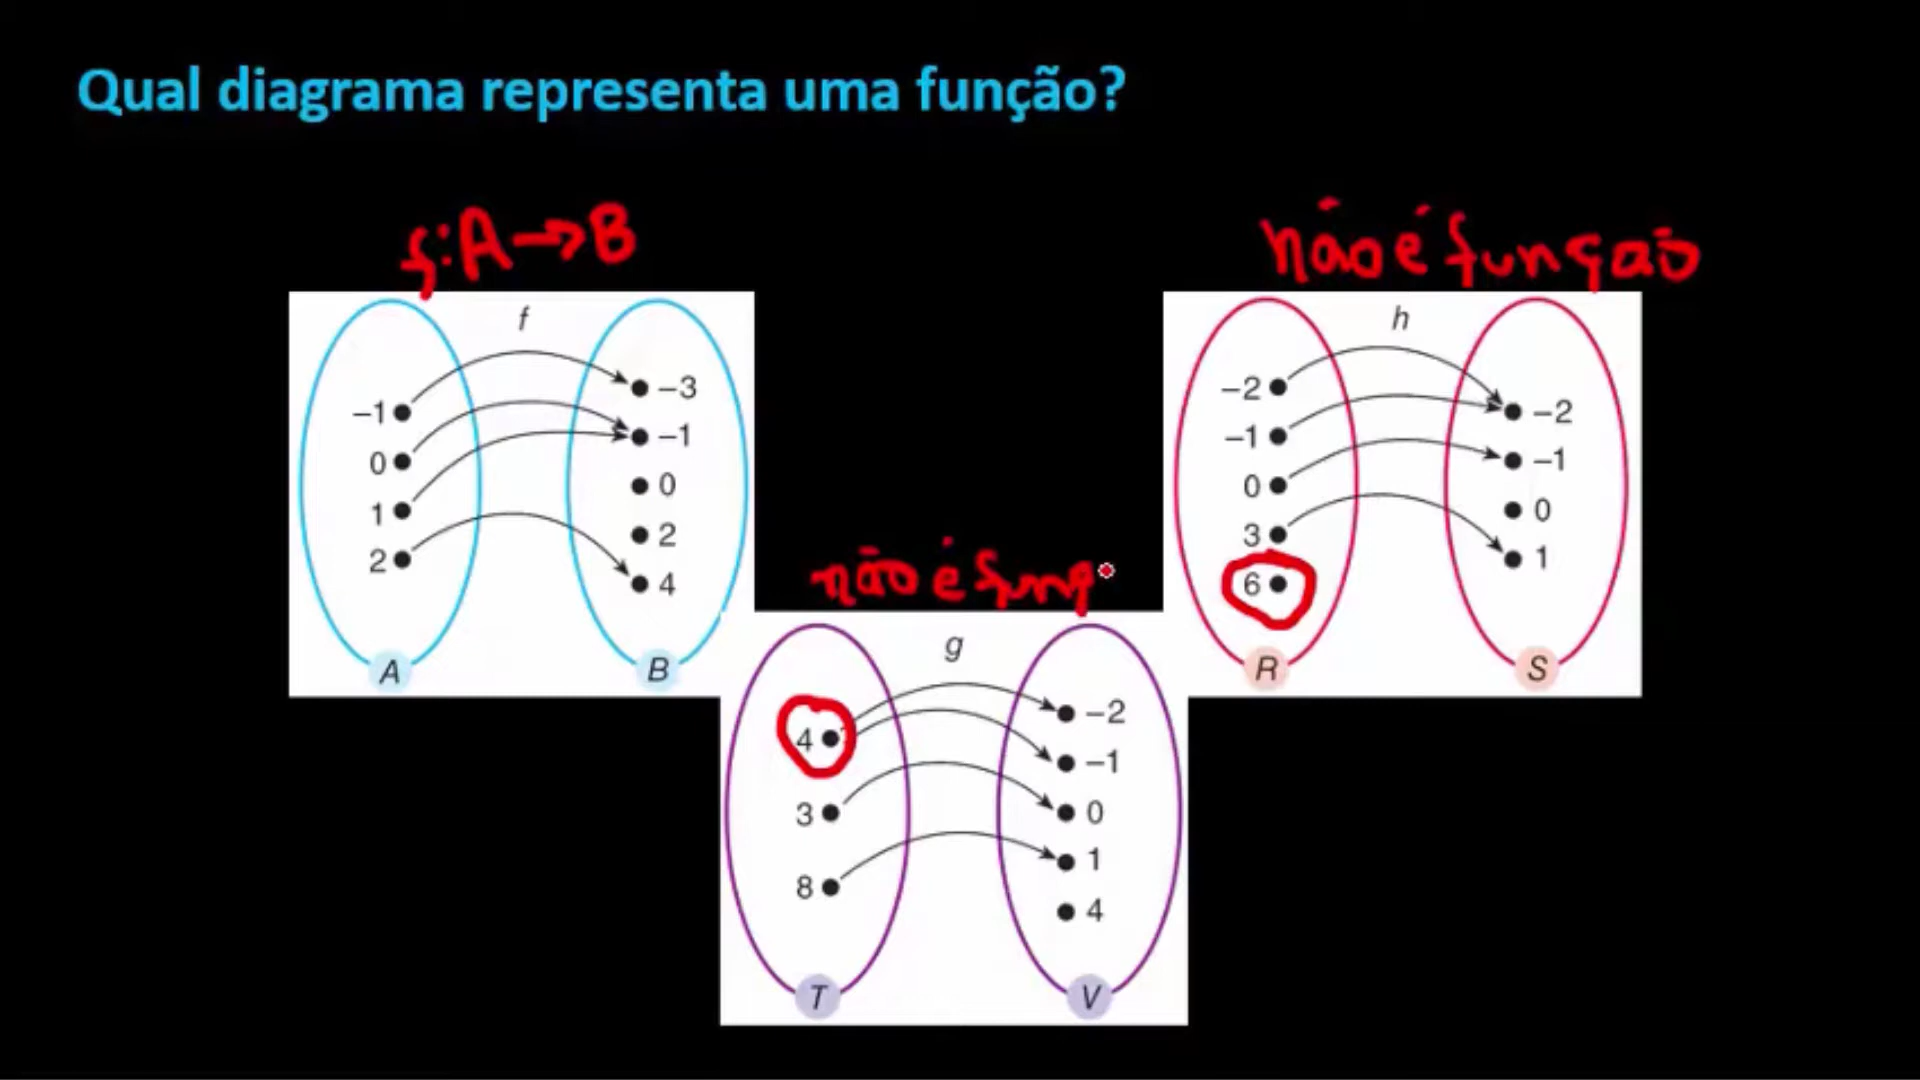 Qual diagrama representa uma função?
f: A → B
não é função
f
-1
0
1
2
-3
-1
0
2
4
A
B
h
-2
-1
0
3
6
-2
-1
0
1
R
S
não é funç
g
4
3
8
-2
-1
0
1
4
T
V